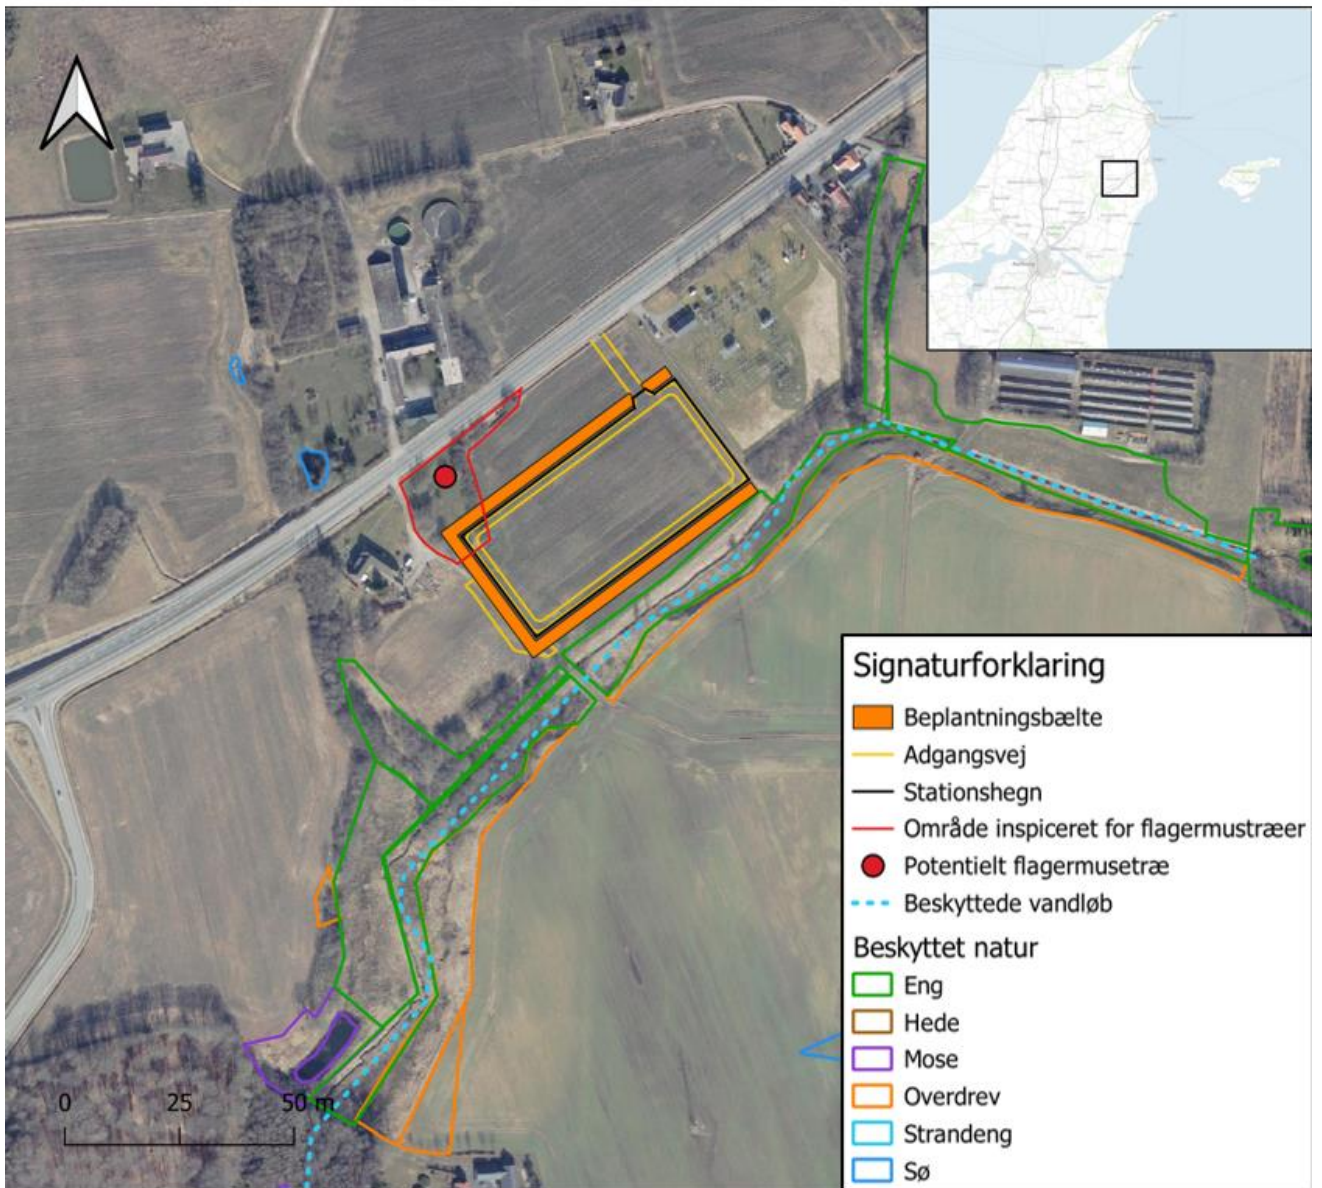 Signaturforklaring
Beplantningsbælte
Adgangsvej
Stationshegn
Område inspiceret for flagermustræer
Potentielt flagermusetræ
Beskyttede vandløb
Beskyttet natur
Eng
Hede
Mose
Overdrev
Strandeng
Sø
0 25 50 m